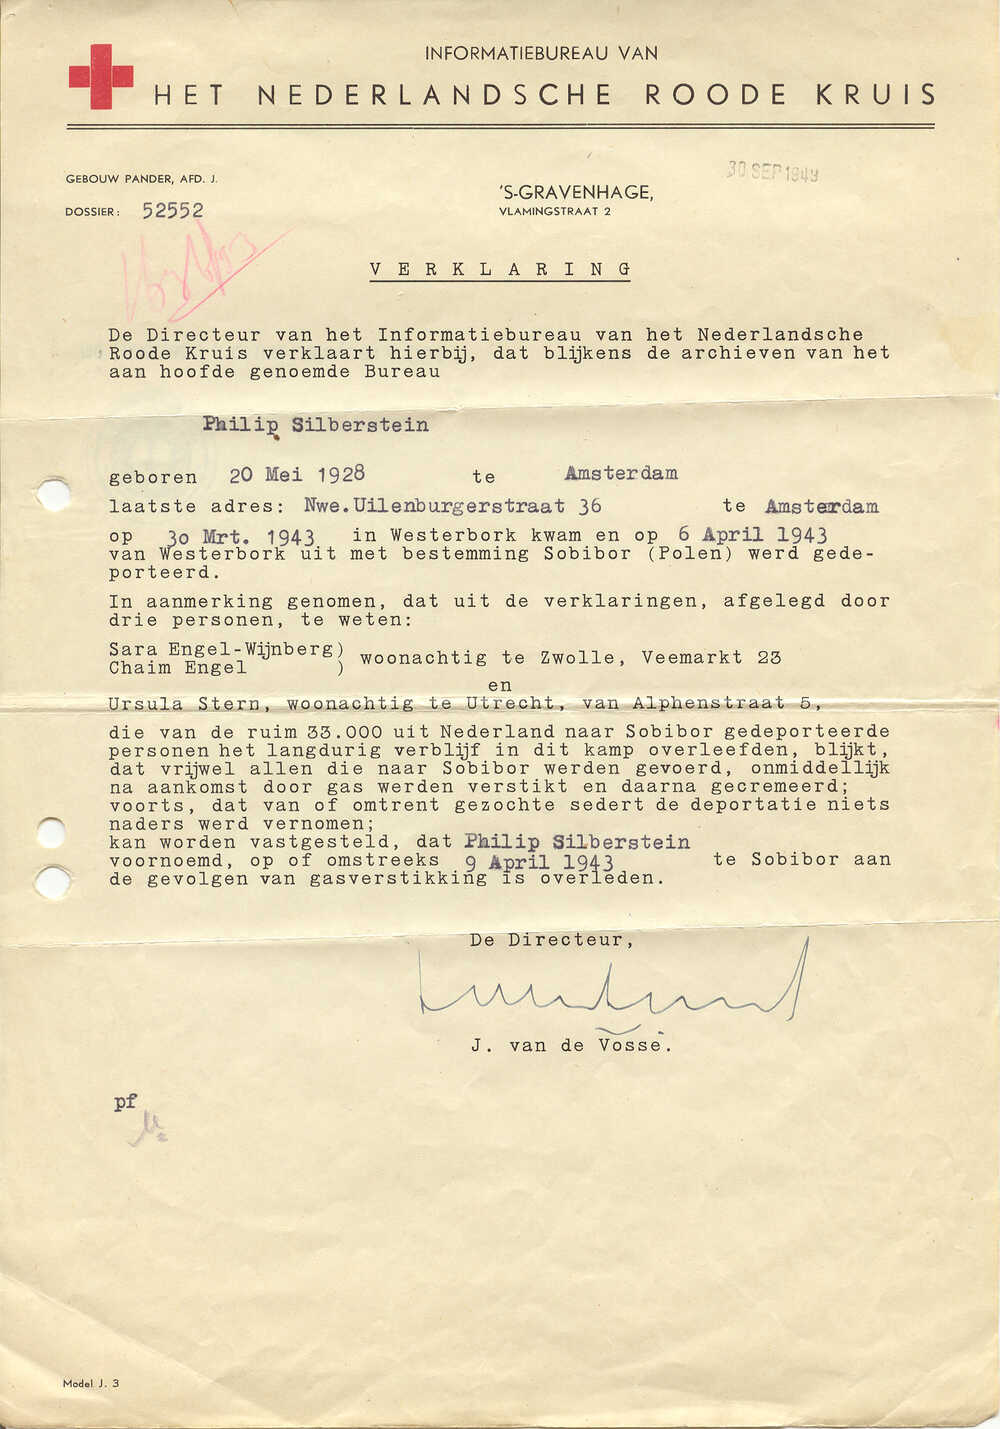 INFORMATIEBUREAU VAN
HET NEDERLANDSCHE ROODE KRUIS
GEBOUW PANDER, AFD. J.
30 SEP 1949
'S-GRAVENHAGE,
DOSSIER: 52552
VLAMINGSTRAAT 2
VERKLARING
De Directeur van het Informatiebureau van het Nederlandsche
Roode Kruis verklaart hierbij, dat blijkens de archieven van het
aan hoofde genoemde Bureau
Philip Silberstein
geboren 20 Mei 1928 te Amsterdam
laatste adres: Nwe.Uilenburgerstraat 36 te Amsterdam
op 30 Mrt. 1943 in Westerbork kwam en op 6 April 1943
van Westerbork uit met bestemming Sobibor (Polen) werd gede-
porteerd.
In aanmerking genomen, dat uit de verklaringen, afgelegd door
drie personen, te weten:
Sara Engel-Wijnberg)
Chaim Engel ) woonachtig te Zwolle, Veemarkt 23
en
Ursula Stern, woonachtig te Utrecht, van Alphenstraat 5,
die van de ruim 33.000 uit Nederland naar Sobibor gedeporteerde
personen het langdurig verblijf in dit kamp overleefden, blijkt,
dat vrijwel allen die naar Sobibor werden gevoerd, onmiddellijk
na aankomst door gas werden verstikt en daarna gecremeerd;
voorts, dat van of omtrent gezochte sedert de deportatie niets
naders werd vernomen;
kan worden vastgesteld, dat Philip Silberstein
voornoemd, op of omstreeks 9 April 1943 te Sobibor aan
de gevolgen van gasverstikking is overleden.
De Directeur,
J. van de Vosse.
pf
Model J. 3